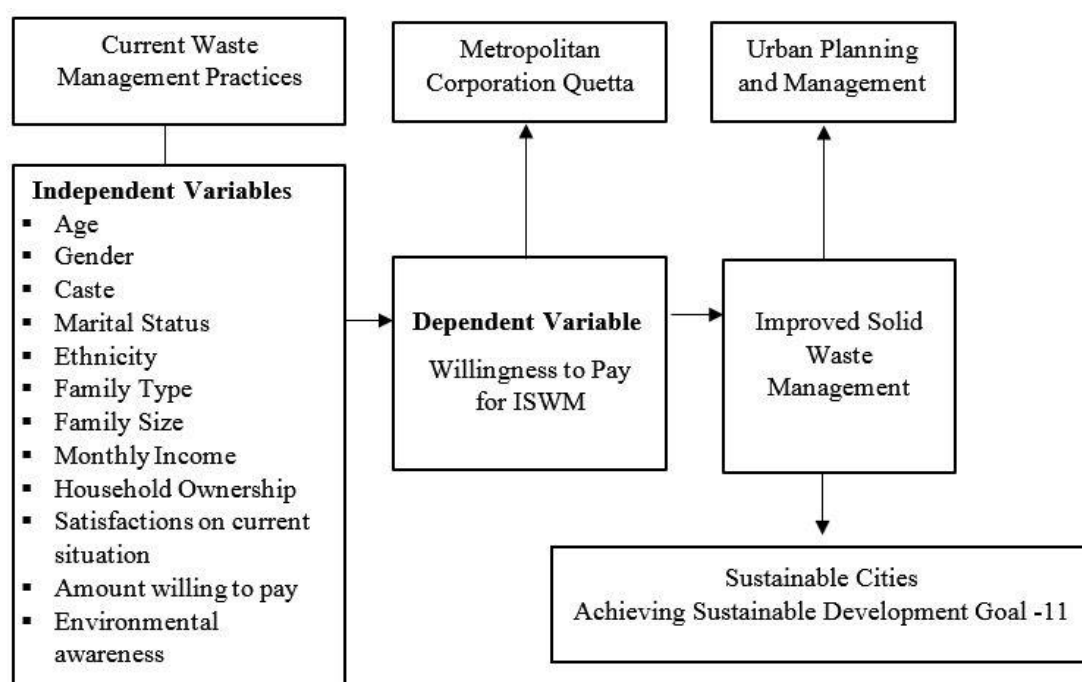 Current Waste
Management Practices
Metropolitan
Corporation Quetta
Urban Planning
and Management
Independent Variables
▪ Age
▪ Gender
▪ Caste
▪ Marital Status
▪ Ethnicity
▪ Family Type
▪ Family Size
▪ Monthly Income
▪ Household Ownership
▪ Satisfactions on current
situation
▪ Amount willing to pay
▪ Environmental
awareness
Dependent Variable
Willingness to Pay
for ISWM
Improved Solid
Waste
Management
Sustainable Cities
Achieving Sustainable Development Goal -11